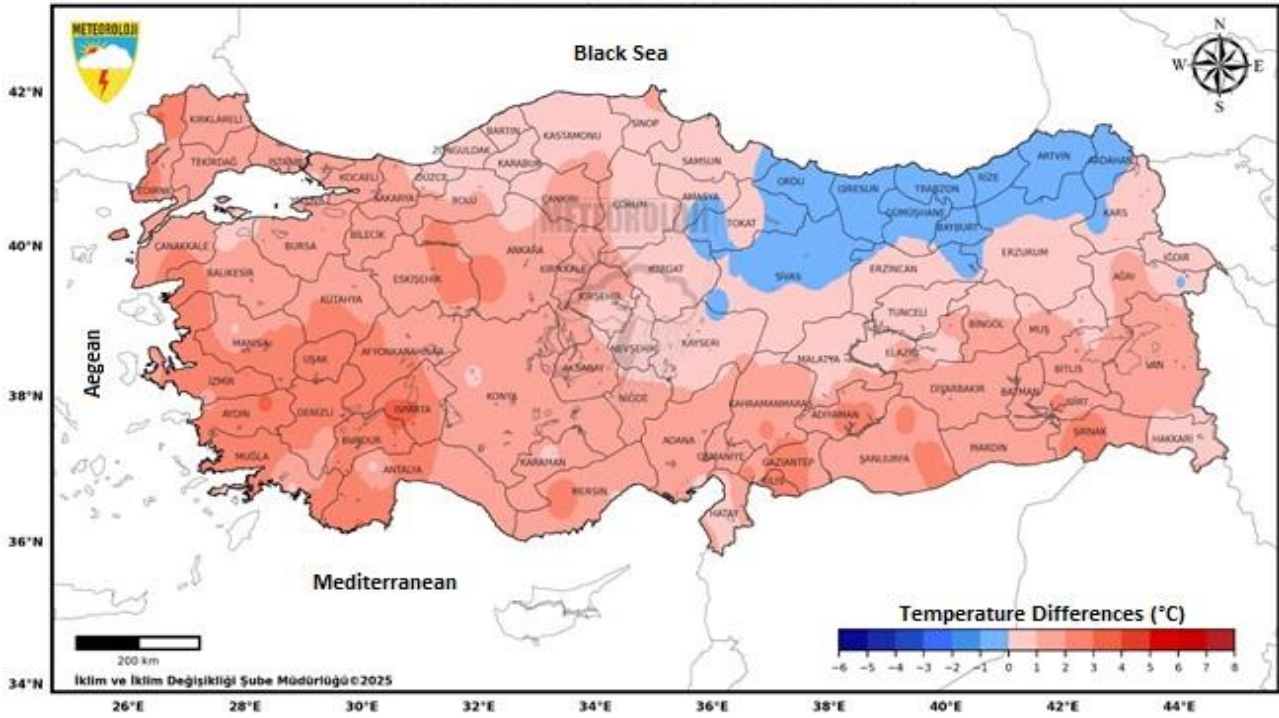 METEOROLOJI
Black Sea
N
W E
S
42°N
KIRKLARELİ
SİNOP
BARTIN
KASTAMONU
ZONGULDAK
TEKİRDAĞ
KARABÜK
SAMSUN
ARTVİN
ARDAHAN
KOCAELİ
DÜZCE
ORDU
GİRESUN
TRABZON
RİZE
EDİRNE
SAKARYA
BOLU
ÇANKIRI
ÇORUM
AMASYA
GÜMÜŞHANE
KARS
METEOROLOJİ
TOKAT
BAYBURT
BİLECİK
40°N
ÇANAKKALE
BURSA
ANKARA
ERZURUM
IĞDIR
BALIKESİR
ESKİŞEHİR
KIRIKKALE
YOZGAT
SİVAS
ERZİNCAN
AĞRI
KÜTAHYA
KIRŞEHİR
TUNCELİ
MANİSA
UŞAK
AFYONKARAHİSAR
NEVŞEHİR
KAYSERİ
BİNGÖL
MUŞ
MALATYA
ELAZIĞ
AKSARAY
BİTLİS
VAN
Aegean
İZMİR
38°N
KONYA
NİĞDE
DİYARBAKIR
BATMAN
SİİRT
AYDIN
DENİZLİ
ISPARTA
KAHRAMANMARAŞ
ADIYAMAN
ŞIRNAK
BURDUR
ADANA
HAKKARİ
MUĞLA
ANTALYA
KARAMAN
OSMANİYE
GAZİANTEP
ŞANLIURFA
MARDİN
KİLİS
MERSİN
HATAY
36°N
Mediterranean
Temperature Differences (°C)
200 km
−6 −5 −4 −3 −2 −1 0 1 2 3 4 5 6 7 8
İklim ve İklim Değişikliği Şube Müdürlüğü©2025
34°N
26°E 28°E 30°E 32°E 34°E 36°E 38°E 40°E 42°E 44°E